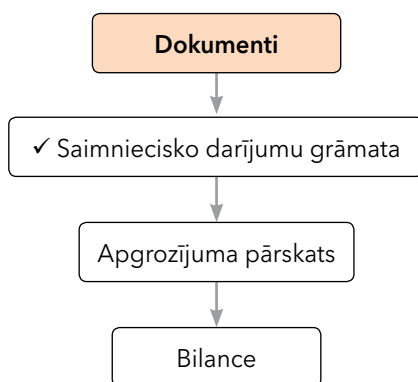 Dokumenti
✓ Saimniecisko darījumu grāmata
Apgrozījuma pārskats
Bilance